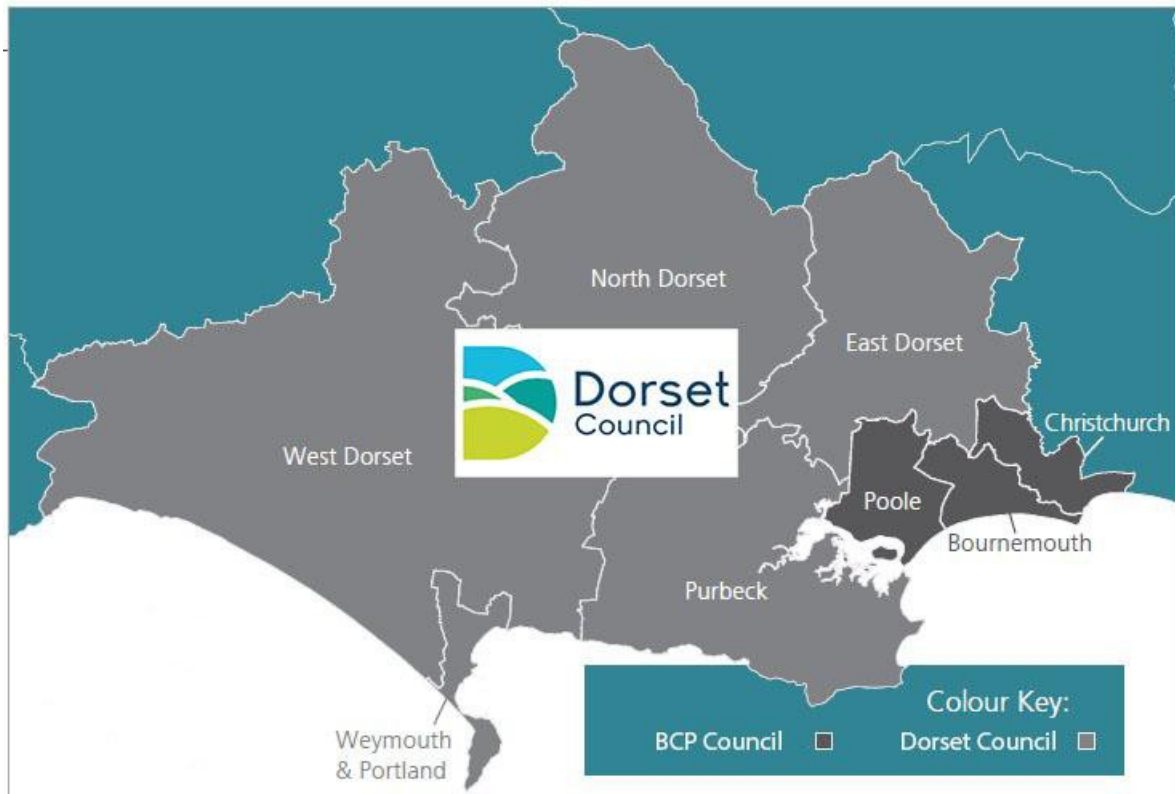 North Dorset
East Dorset
Dorset
Council
Christchurch
West Dorset
Poole
Bournemouth
Purbeck
Weymouth
& Portland
Colour Key:
BCP Council
Dorset Council